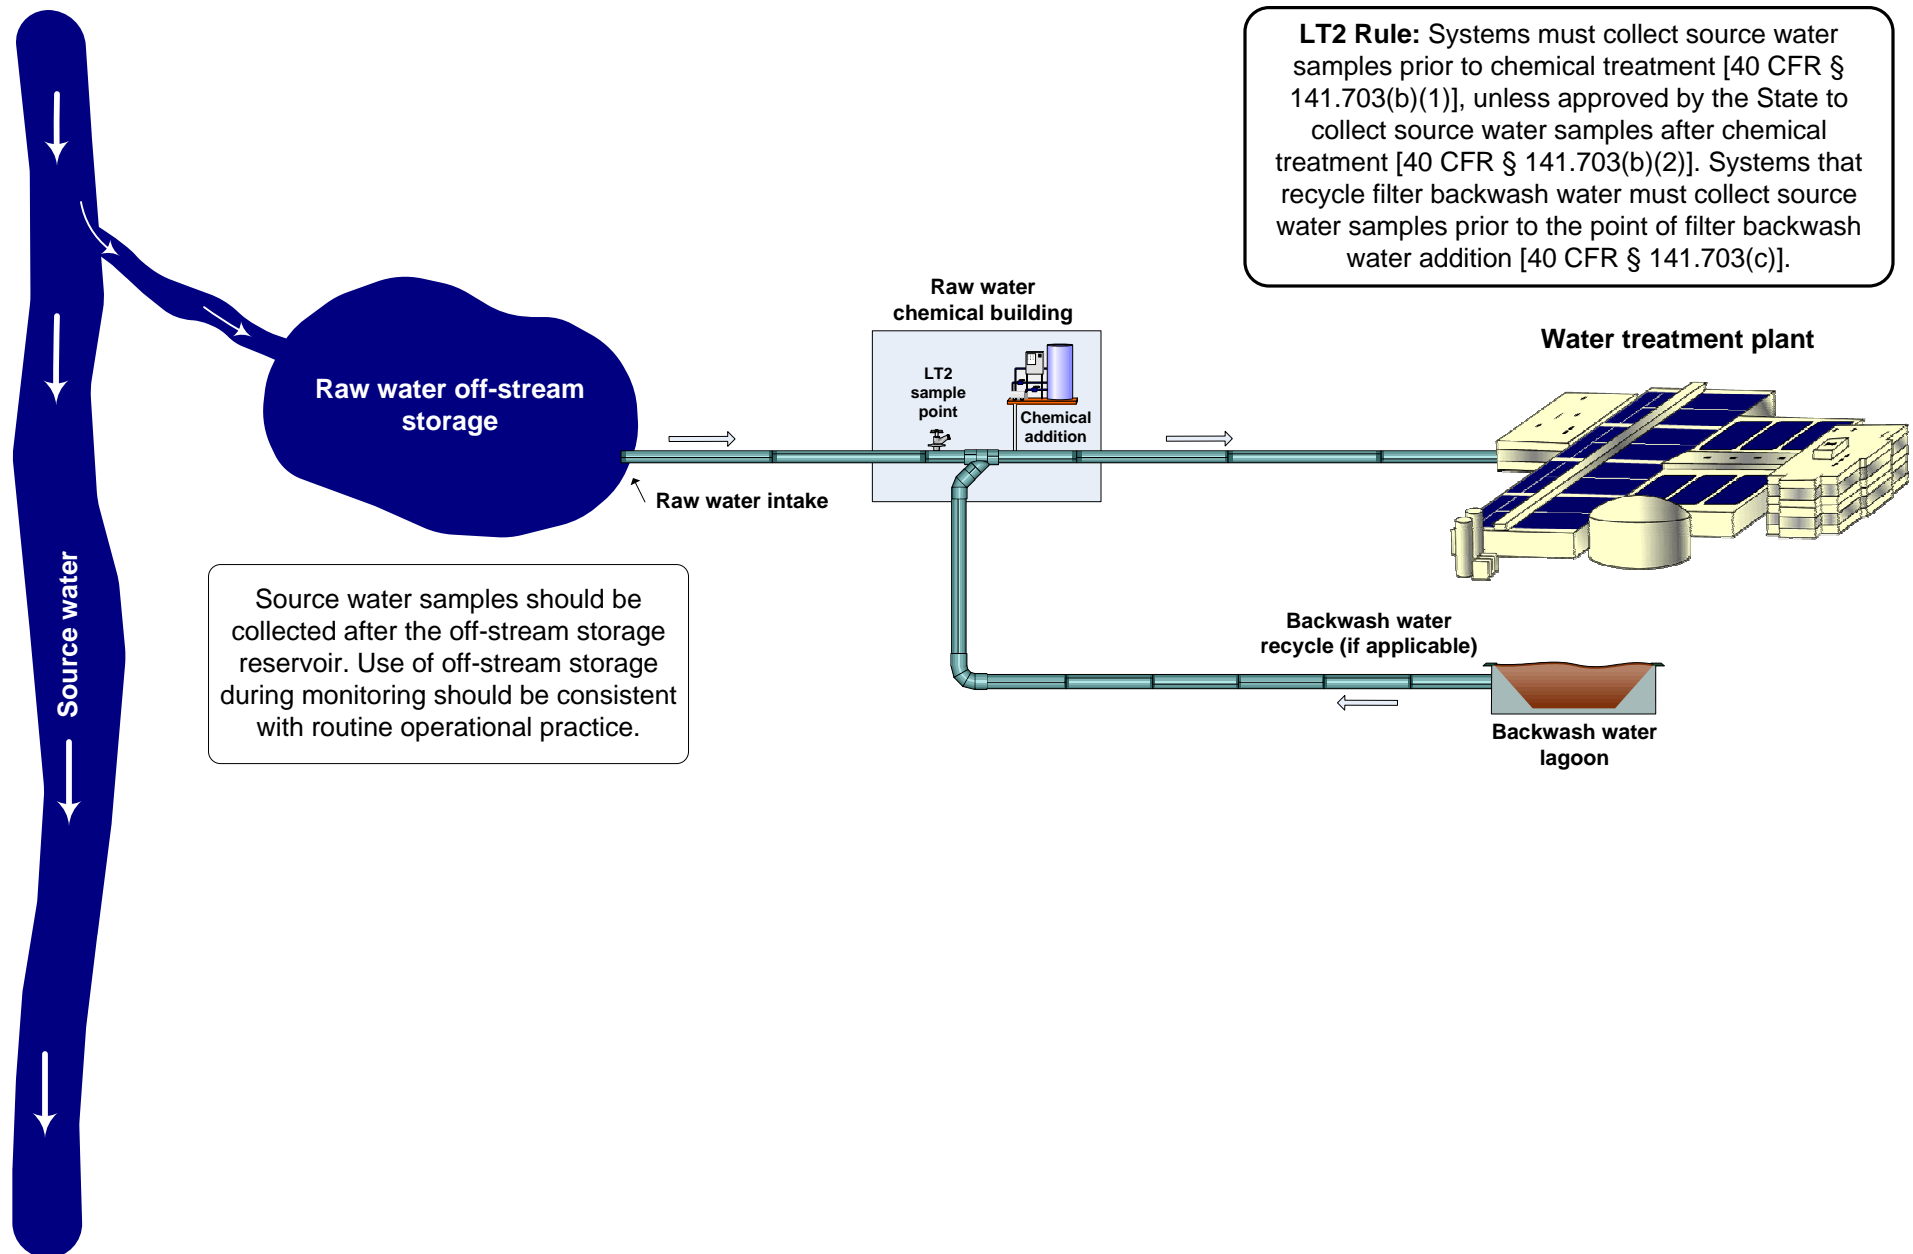 LT2 Rule: Systems must collect source water
samples prior to chemical treatment [40 CFR §
141.703(b)(1)], unless approved by the State to
collect source water samples after chemical
treatment [40 CFR § 141.703(b)(2)]. Systems that
recycle filter backwash water must collect source
water samples prior to the point of filter backwash
water addition [40 CFR § 141.703(c)].
Raw water
chemical building
Water treatment plant
LT2
sample
point
Chemical
addition
Raw water off-stream
storage
Raw water intake
Source water
Source water samples should be
collected after the off-stream storage
reservoir. Use of off-stream storage
during monitoring should be consistent
with routine operational practice.
Backwash water
recycle (if applicable)
Backwash water
lagoon